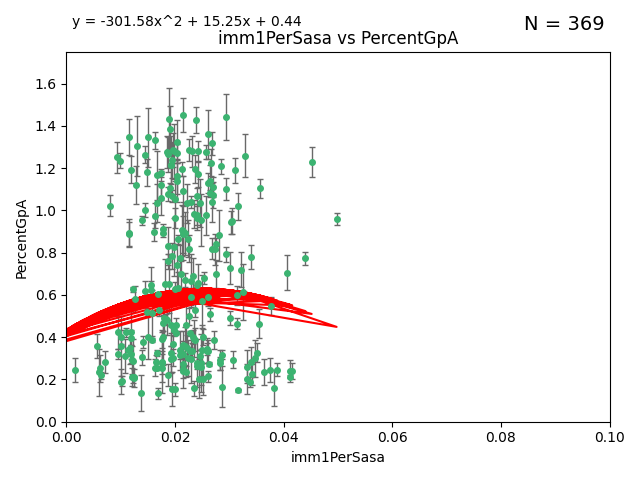 y = -301.58x^2 + 15.25x + 0.44
N = 369
imm1PerSasa vs PercentGpA
1.6
1.4
1.2
1.0
0.8
0.6
0.4
0.2
0.0
PercentGpA
0.00 0.02 0.04 0.06 0.08 0.10
imm1PerSasa